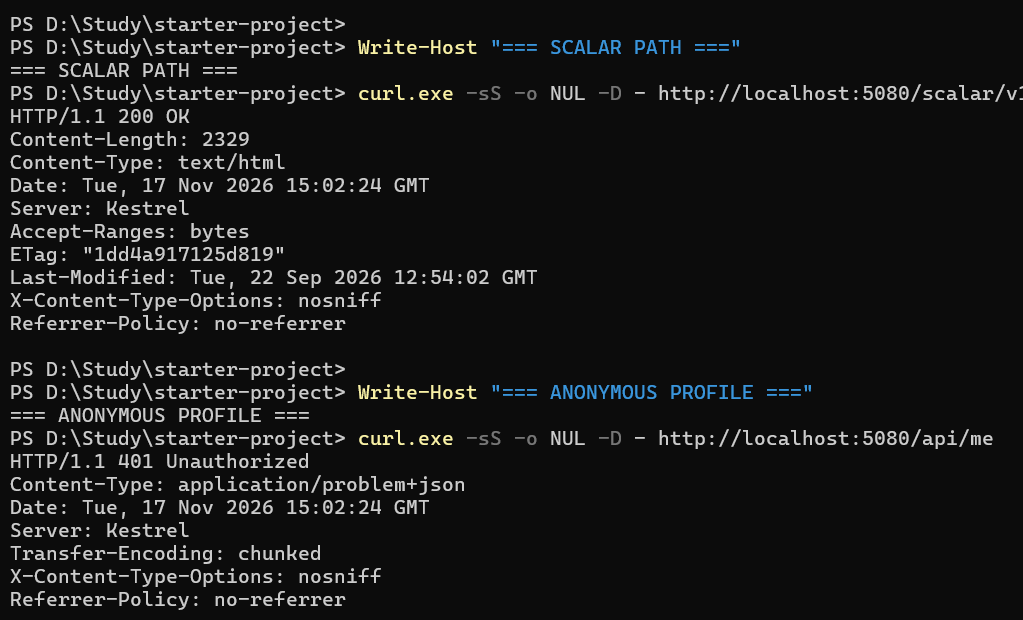 PS D:\Study\starter-project>
PS D:\Study\starter-project> Write-Host "=== SCALAR PATH ==="
=== SCALAR PATH ===
PS D:\Study\starter-project> curl.exe -sS -o NUL -D - http://localhost:5080/scalar/v1
HTTP/1.1 200 OK
Content-Length: 2329
Content-Type: text/html
Date: Tue, 17 Nov 2026 15:02:24 GMT
Server: Kestrel
Accept-Ranges: bytes
ETag: "1dd4a917125d819"
Last-Modified: Tue, 22 Sep 2026 12:54:02 GMT
X-Content-Type-Options: nosniff
Referrer-Policy: no-referrer
PS D:\Study\starter-project>
PS D:\Study\starter-project> Write-Host "=== ANONYMOUS PROFILE ==="
=== ANONYMOUS PROFILE ===
PS D:\Study\starter-project> curl.exe -sS -o NUL -D - http://localhost:5080/api/me
HTTP/1.1 401 Unauthorized
Content-Type: application/problem+json
Date: Tue, 17 Nov 2026 15:02:24 GMT
Server: Kestrel
Transfer-Encoding: chunked
X-Content-Type-Options: nosniff
Referrer-Policy: no-referrer